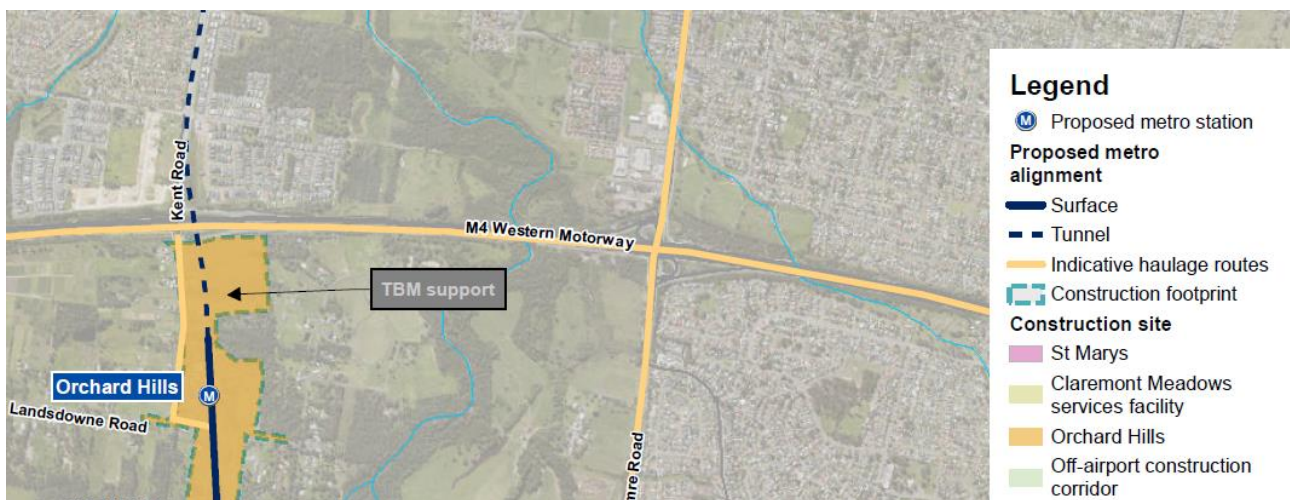 Kent Road
M4 Western Motorway
TBM support
Orchard Hills
M
Landsdowne Road
Road
Legend
M Proposed metro station
Proposed metro
alignment
Surface
Tunnel
Indicative haulage routes
Construction footprint
Construction site
St Marys
Claremont Meadows
services facility
Orchard Hills
Off-airport construction
corridor